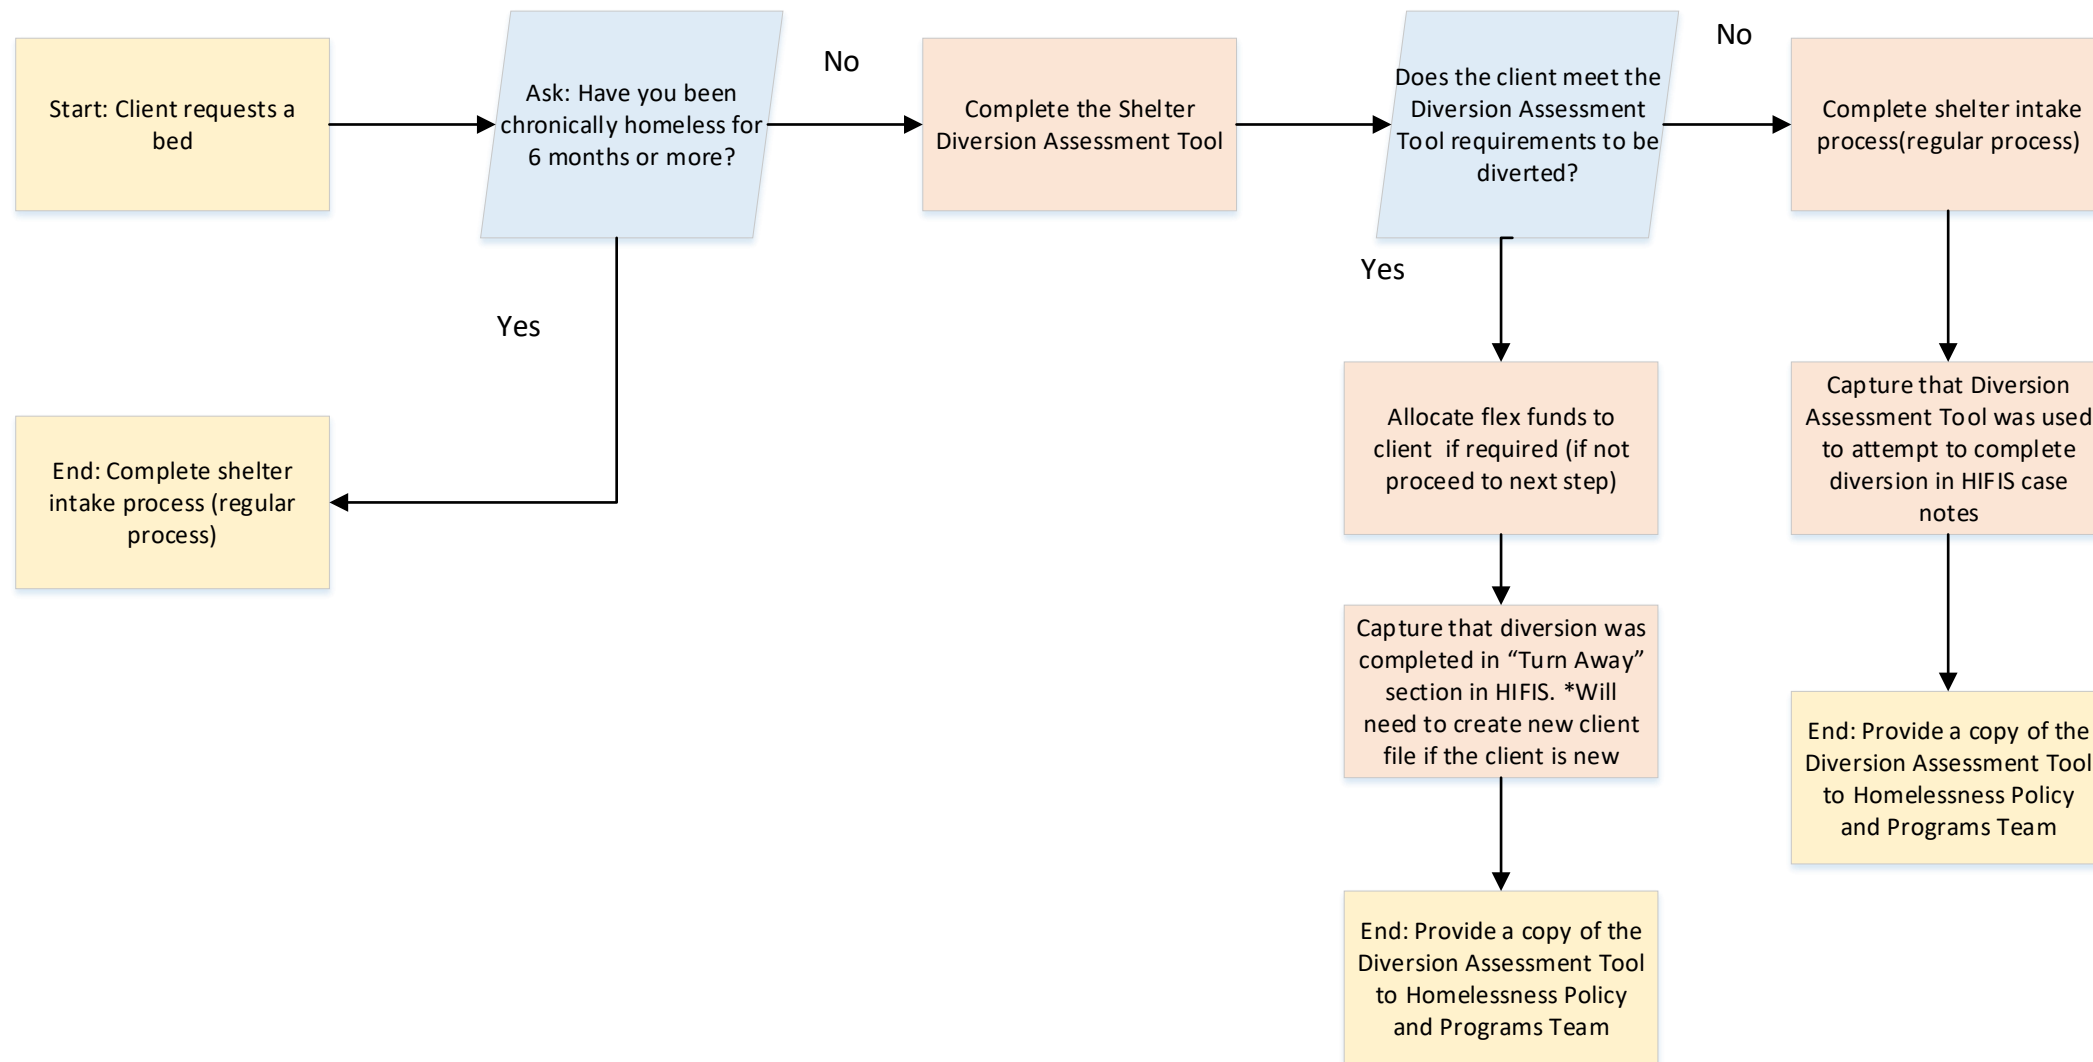 Start: Client requests a
bed
Ask: Have you been
chronically homeless for
6 months or more?
No
Complete the Shelter
Diversion Assessment Tool
Does the client meet the
Diversion Assessment
Tool requirements to be
diverted?
No
Complete shelter intake
process(regular process)
Yes
End: Complete shelter
intake process (regular
process)
Yes
Allocate flex funds to
client if required (if not
proceed to next step)
Capture that diversion was
completed in “Turn Away”
section in HIFIS. *Will
need to create new client
file if the client is new
End: Provide a copy of the
Diversion Assessment Tool
to Homelessness Policy
and Programs Team
Capture that Diversion
Assessment Tool was used
to attempt to complete
diversion in HIFIS case
notes
End: Provide a copy of the
Diversion Assessment Tool
to Homelessness Policy
and Programs Team